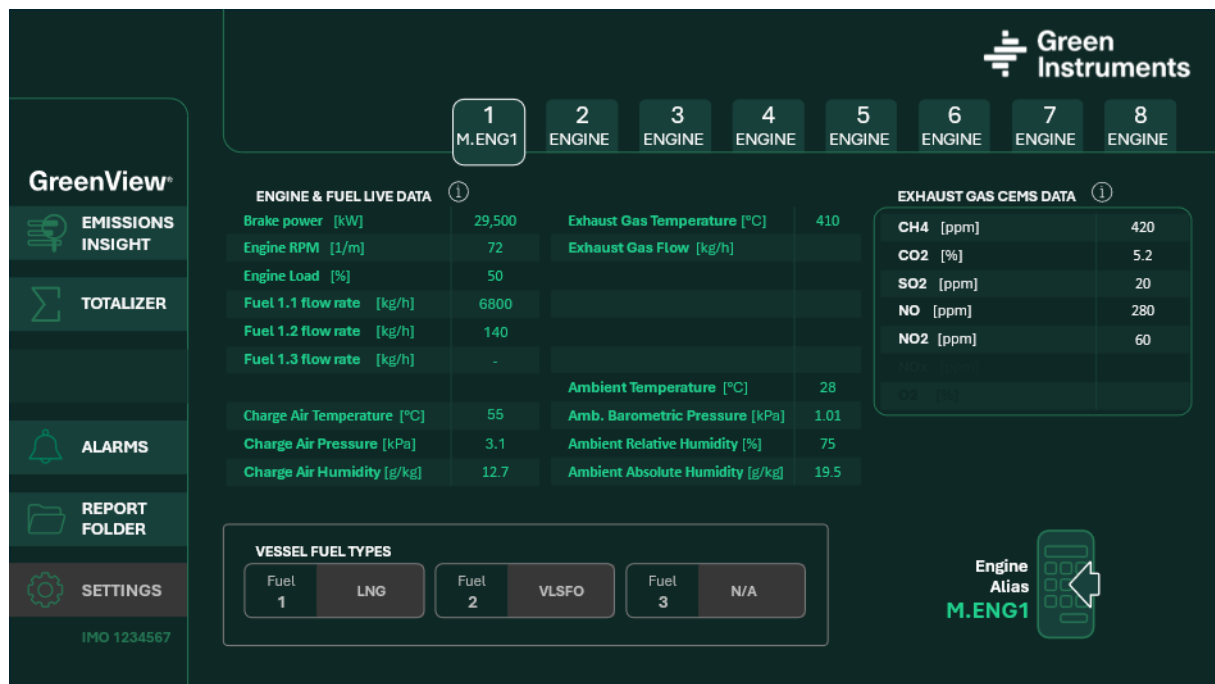 Green
Instruments
1 2 3 4 5 6 7 8
M.ENG1 ENGINE ENGINE ENGINE ENGINE ENGINE ENGINE ENGINE
GreenView®
EMISSIONS
INSIGHT
TOTALIZER
ALARMS
REPORT
FOLDER
SETTINGS
IMO 1234567
ENGINE & FUEL LIVE DATA i
Brake power [kW] 29,500 Exhaust Gas Temperature [°C] 410
Engine RPM [1/m] 72 Exhaust Gas Flow [kg/h]
Engine Load [%] 50
Fuel 1.1 flow rate [kg/h] 6800
Fuel 1.2 flow rate [kg/h] 140
Fuel 1.3 flow rate [kg/h] -
Ambient Temperature [°C] 28
Charge Air Temperature [°C] 55 Amb. Barometric Pressure [kPa] 1.01
Charge Air Pressure [kPa] 3.1 Ambient Relative Humidity [%] 75
Charge Air Humidity [g/kg] 12.7 Ambient Absolute Humidity [g/kg] 19.5
EXHAUST GAS CEMS DATA i
CH4 [ppm] 420
CO2 [%] 5.2
SO2 [ppm] 20
NO [ppm] 280
NO2 [ppm] 60
NOx [ppm]
O2 [%]
VESSEL FUEL TYPES
Fuel
1
LNG
Fuel
2
VLSFO
Fuel
3
N/A
Engine
Alias
M.ENG1